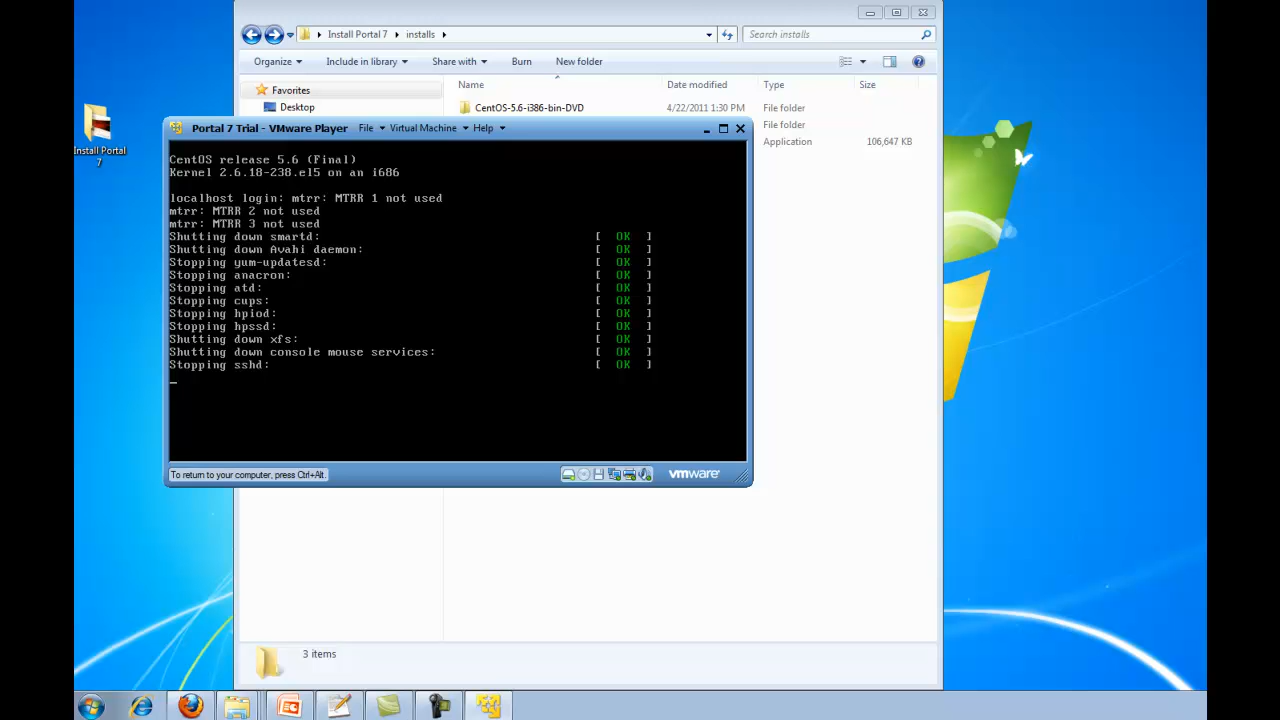 Install Portal 7 installs
Search installs
Organize Include in library Share with Burn New folder
Favorites
Desktop
Name Date modified Type Size
CentOS-5.6-i386-bin-DVD 4/22/2011 1:30 PM File folder
File folder
Application 106,647 KB
Install Portal
7
Portal 7 Trial - VMware Player File Virtual Machine Help
CentOS release 5.6 (Final)
Kernel 2.6.18-238.el5 on an i686
localhost login: mtrr: MTRR 1 not used
mtrr: MTRR 2 not used
mtrr: MTRR 3 not used
Shutting down smartd: [ OK ]
Shutting down Avahi daemon: [ OK ]
Stopping yum-updatesd: [ OK ]
Stopping anacron: [ OK ]
Stopping atd: [ OK ]
Stopping cups: [ OK ]
Stopping hpiod: [ OK ]
Stopping hpssd: [ OK ]
Shutting down xfs: [ OK ]
Shutting down console mouse services: [ OK ]
Stopping sshd: [ OK ]
To return to your computer, press Ctrl+Alt.
vmware
3 items